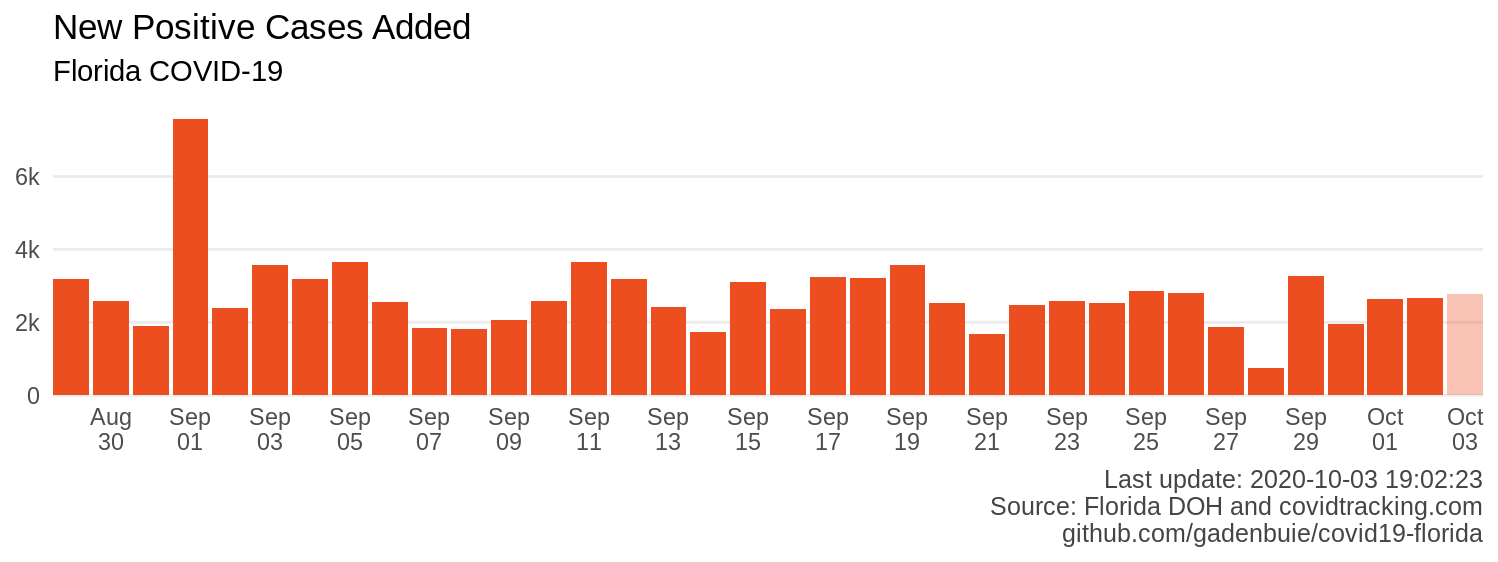 New Positive Cases Added
Florida COVID-19
6k
4k
2k
0
Aug Sep Sep Sep Sep Sep Sep Sep Sep Sep Sep Sep Sep Sep Sep Sep Oct Oct
30 01 03 05 07 09 11 13 15 17 19 21 23 25 27 29 01 03
Last update: 2020-10-03 19:02:23
Source: Florida DOH and covidtracking.com
github.com/gadenbuie/covid19-florida